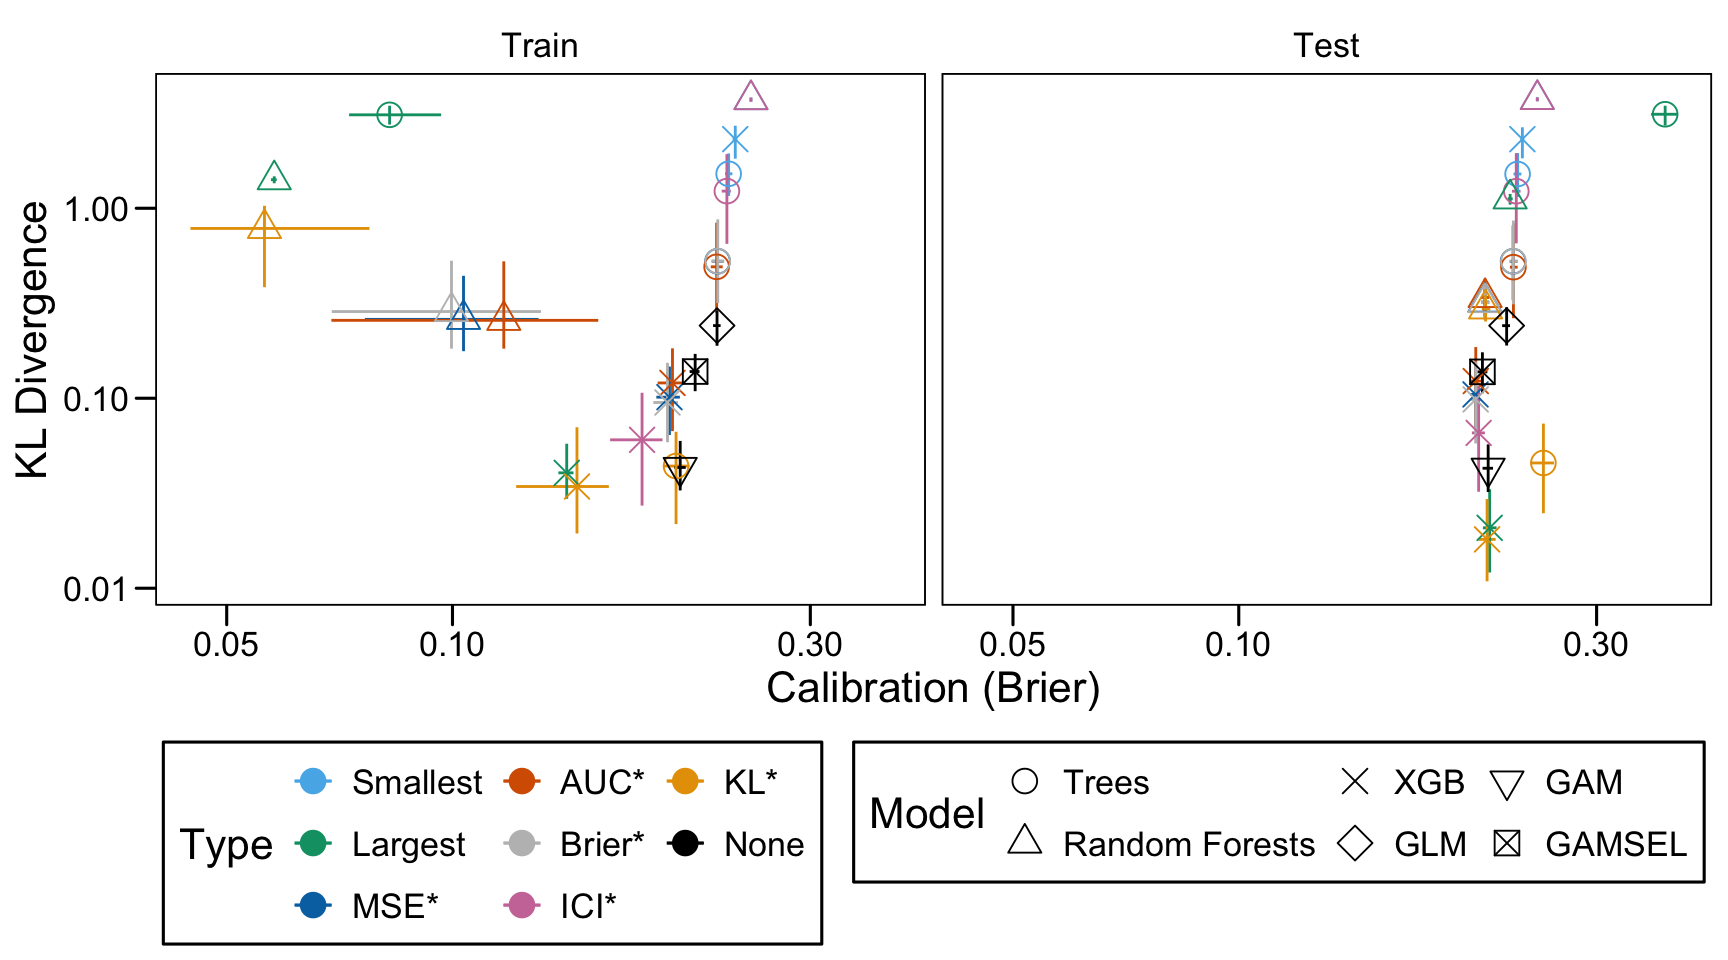 Train Test
KL Divergence
1.00
0.10
0.01
0.05 0.10 0.30 0.05 0.10 0.30
Calibration (Brier)
Type
Smallest AUC* KL*
Largest Brier* None
MSE* ICI*
Model
Trees XGB GAM
Random Forests GLM GAMSEL